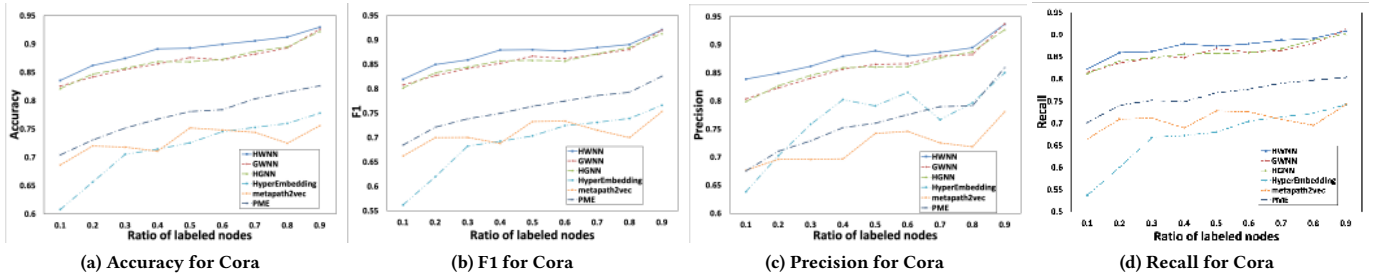 0.95
0.9
0.85
0.8
0.75
0.7
0.65
0.6
Accuracy
HWNN
GWNN
HGNN
HyperEmbedding
metapath2vec
PME
0.1 0.2 0.3 0.4 0.5 0.6 0.7 0.8 0.9
Ratio of labeled nodes
(a) Accuracy for Cora
0.95
0.9
0.85
0.8
0.75
0.7
0.65
0.6
0.55
F1
HWNN
GWNN
HGNN
HyperEmbedding
metapath2vec
PME
0.1 0.2 0.3 0.4 0.5 0.6 0.7 0.8 0.9
Ratio of labeled nodes
(b) F1 for Cora
0.95
0.9
0.85
0.8
0.75
0.7
0.65
0.6
Precision
HWNN
GWNN
HGNN
HyperEmbedding
metapath2vec
PME
0.1 0.2 0.3 0.4 0.5 0.6 0.7 0.8 0.9
Ratio of labeled nodes
(c) Precision for Cora
0.95
0.9
0.85
0.8
0.75
0.7
0.65
0.6
0.55
0.5
Recall
HWNN
GWNN
HGNN
HyperEmbedding
metapath2vec
PME
0.1 0.2 0.3 0.4 0.5 0.6 0.7 0.8 0.9
Ratio of labeled nodes
(d) Recall for Cora